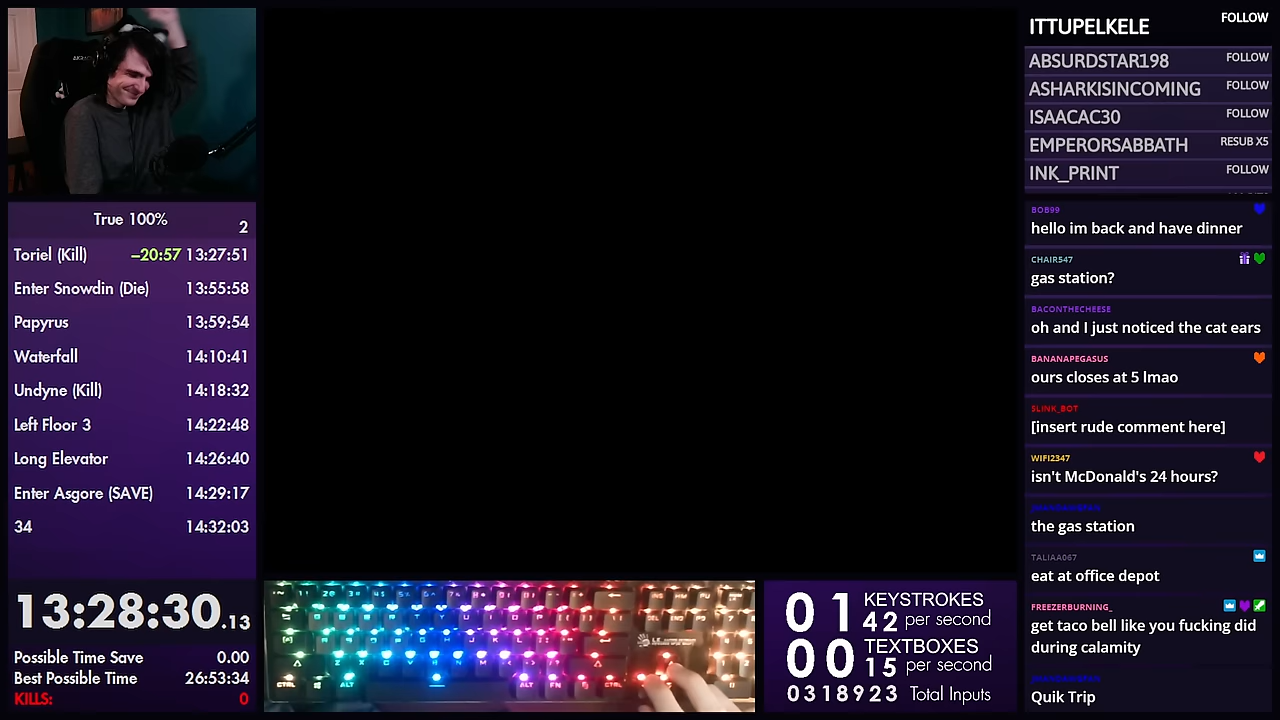 True 100%
2
Toriel (Kill) −20:57 13:27:51
Enter Snowdin (Die) 13:55:58
Papyrus 13:59:54
Waterfall 14:10:41
Undyne (Kill) 14:18:32
Left Floor 3 14:22:48
Long Elevator 14:26:40
Enter Asgore (SAVE) 14:29:17
34 14:32:03
13:28:30.13
Possible Time Save 0.00
Best Possible Time 26:53:34
KILLS: 0
01 42 KEYSTROKES per second
00 15 TEXTBOXES per second
0318923 Total Inputs
ITTUPELKELE FOLLOW
ABSURDSTAR198 FOLLOW
ASHARKISINCOMING FOLLOW
ISAACAC30 FOLLOW
EMPERORSABBATH RESUB X5
INK_PRINT FOLLOW
BOB99
hello im back and have dinner
CHAIR547
gas station?
BACONTHECHEESE
oh and I just noticed the cat ears
BANANAPEGASUS
ours closes at 5 lmao
SLINK_BOT
[insert rude comment here]
WIFI2347
isn't McDonald's 24 hours?
the gas station
TALIAA067
eat at office depot
FREEZERBURNING_
get taco bell like you fucking did
during calamity
Quik Trip